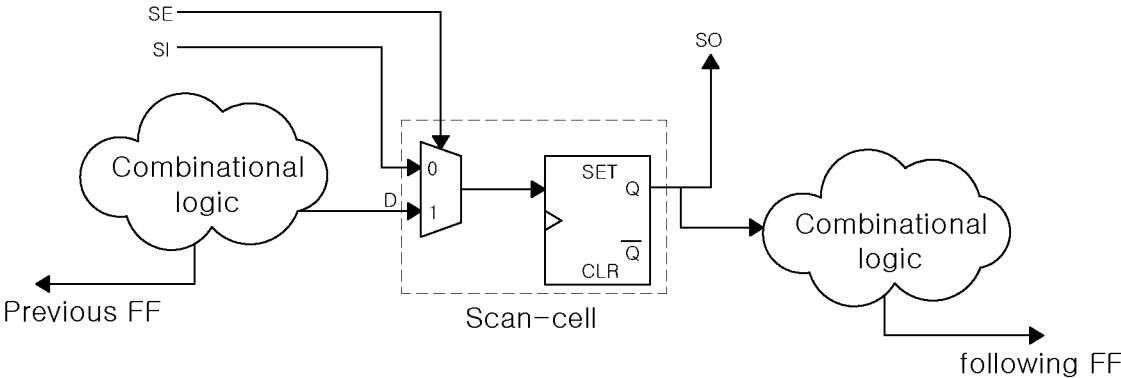 SE
SI
SO
Combinational
logic
D
0
1
SET
Q
Q̅
CLR
Combinational
logic
Previous FF
Scan-cell
following FF